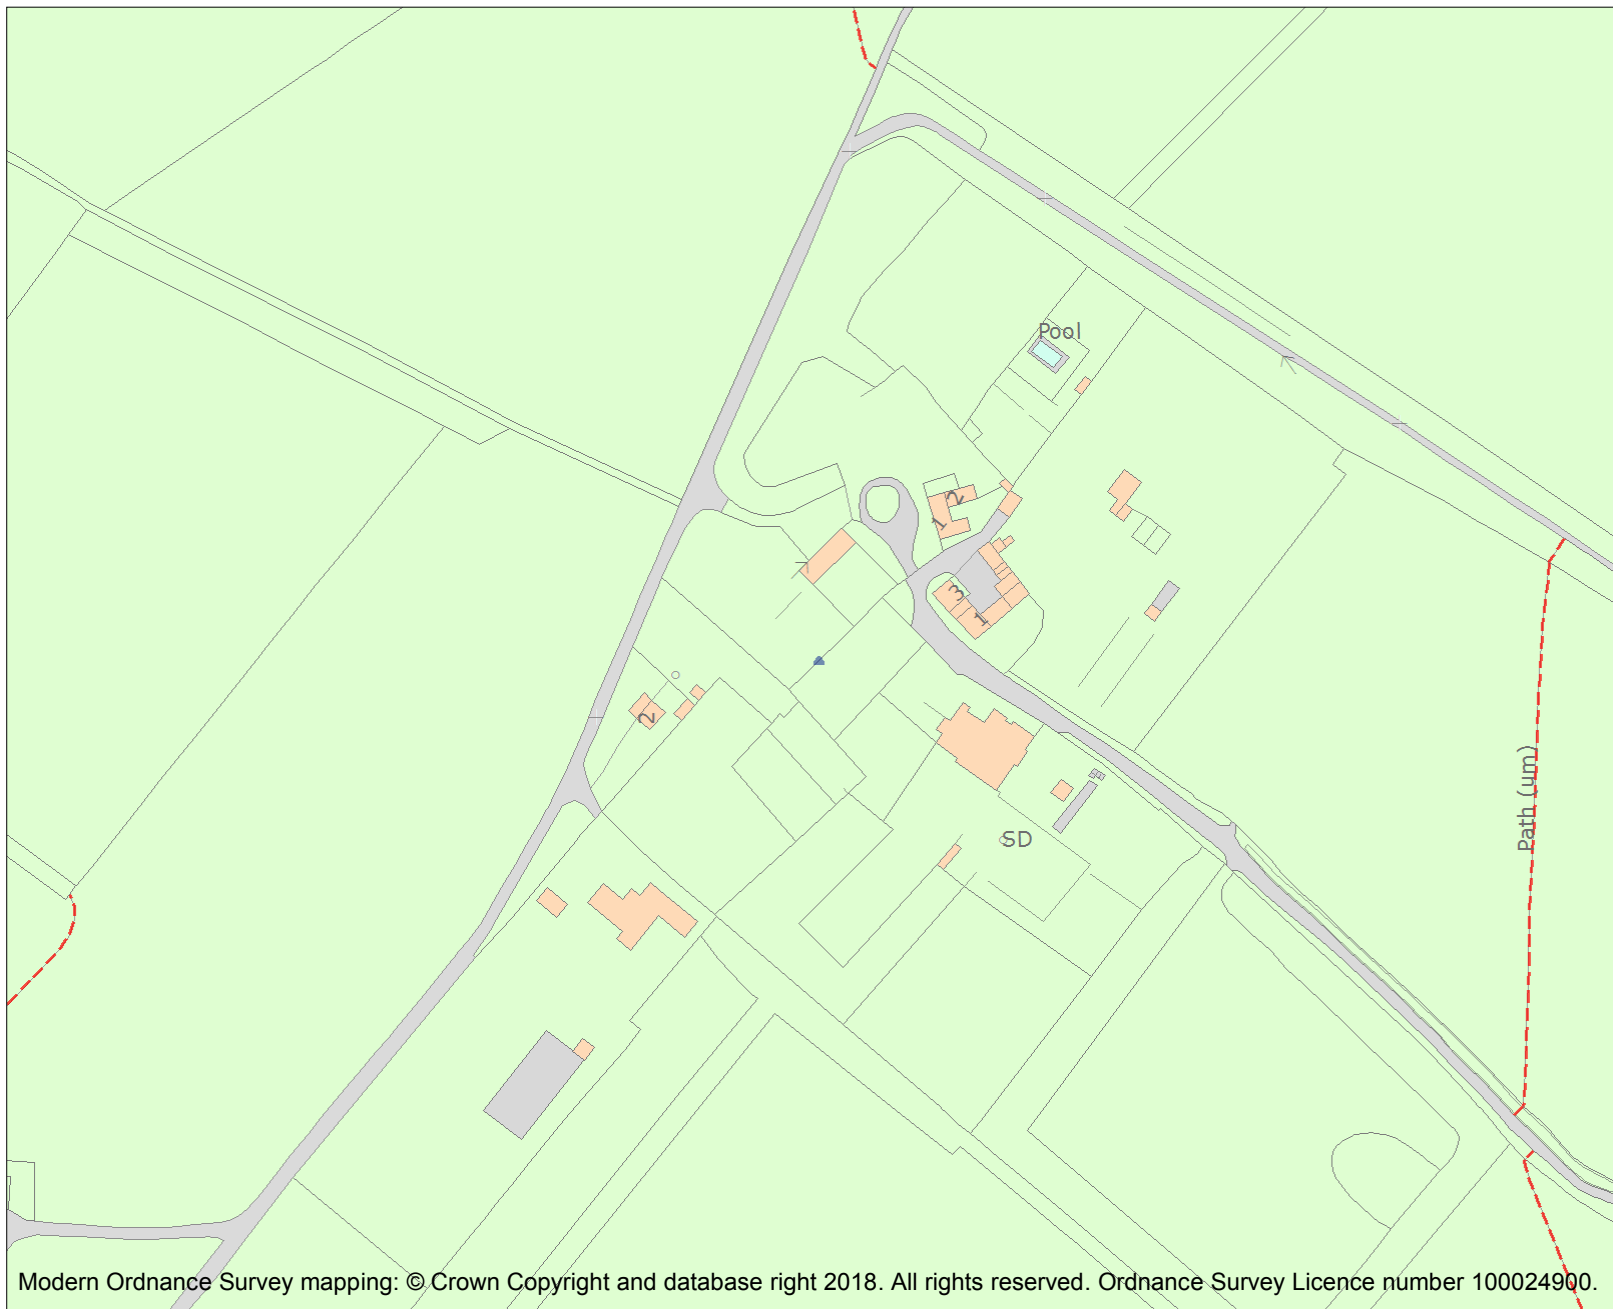 Pool
2
1
3
1
2
SD
Path (um)
Modern Ordnance Survey mapping: © Crown Copyright and database right 2018. All rights reserved. Ordnance Survey Licence number 100024900.